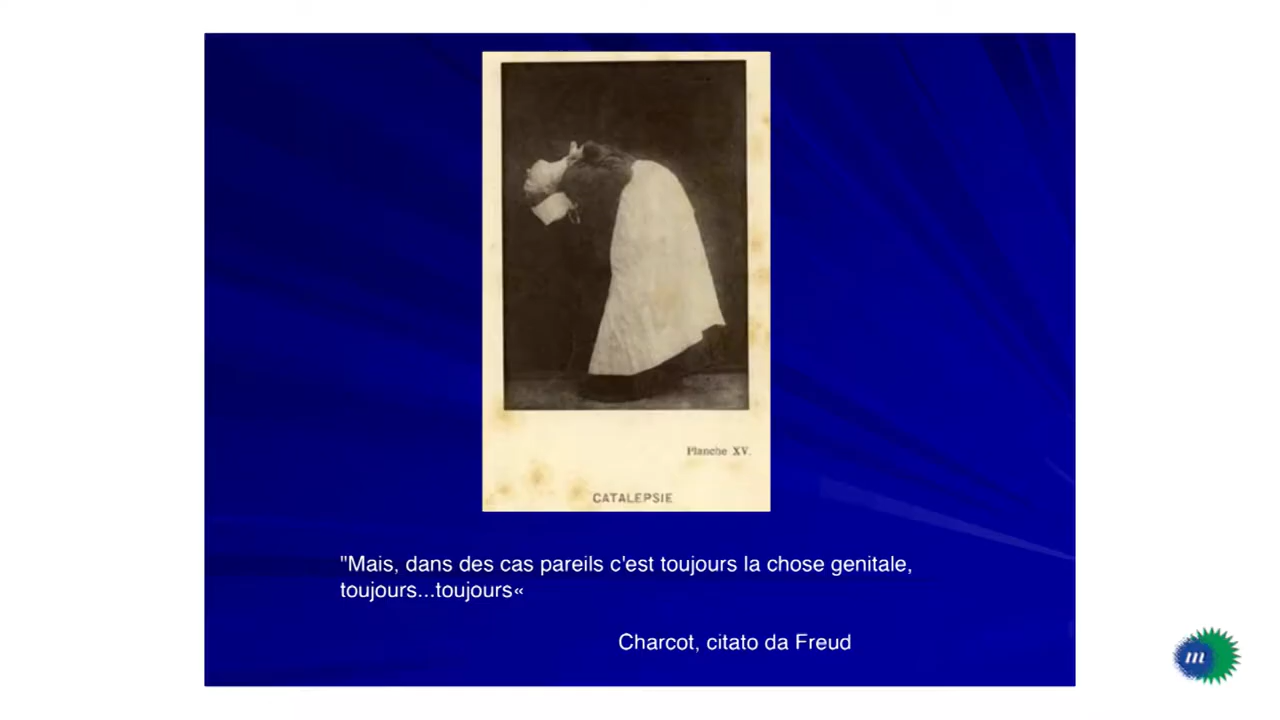 Planche XV.
CATALEPSIE
"Mais, dans des cas pareils c'est toujours la chose genitale,
toujours...toujours«
Charcot, citato da Freud
m